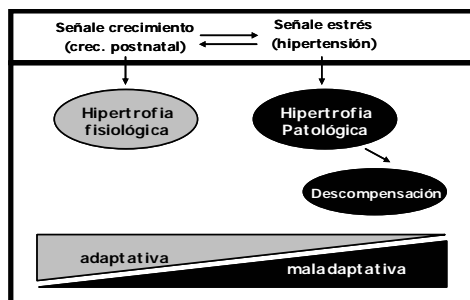 Señale crecimiento
(crec. postnatal)
Señale estrés
(hipertensión)
Hipertrofia
fisiológica
Hipertrofia
Patológica
Descompensación
adaptativa
maladaptativa